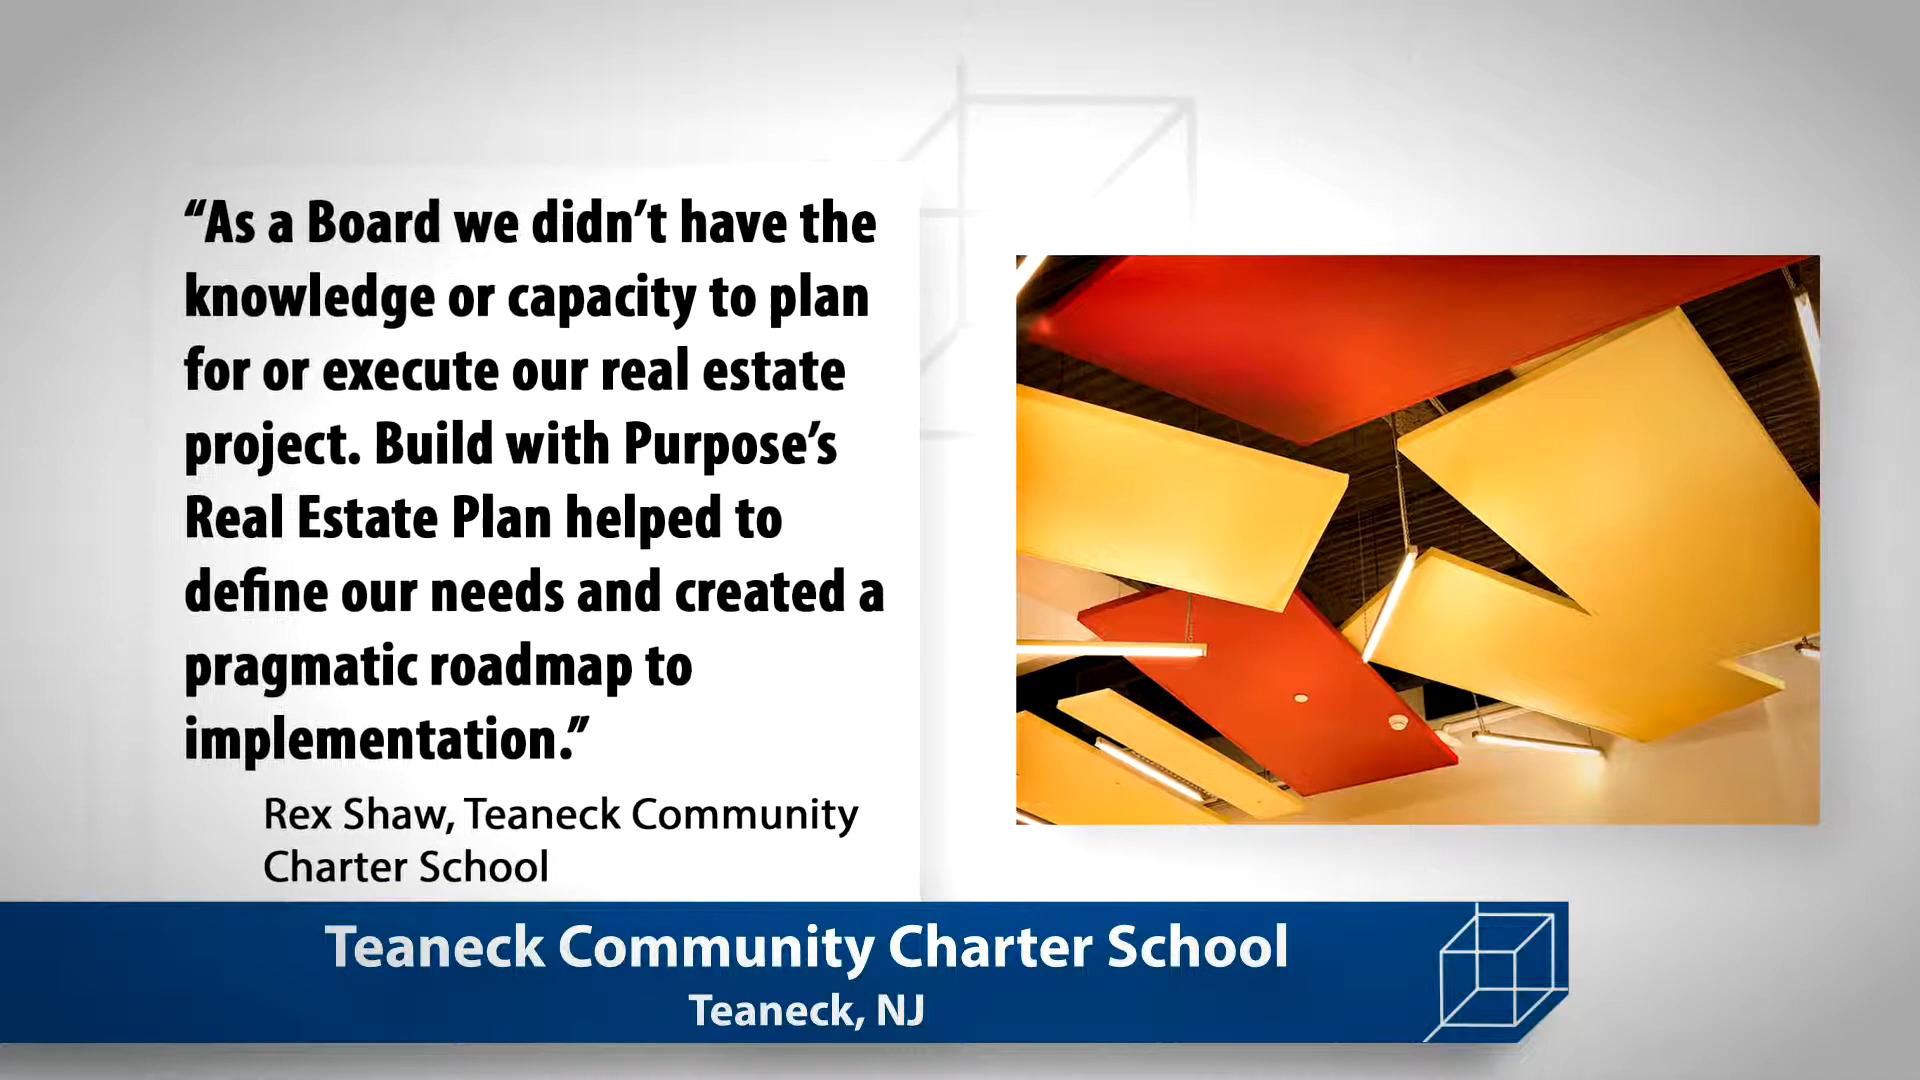 “As a Board we didn’t have the
knowledge or capacity to plan
for or execute our real estate
project. Build with Purpose’s
Real Estate Plan helped to
define our needs and created a
pragmatic roadmap to
implementation.”
Rex Shaw, Teaneck Community
Charter School
Teaneck Community Charter School
Teaneck, NJ